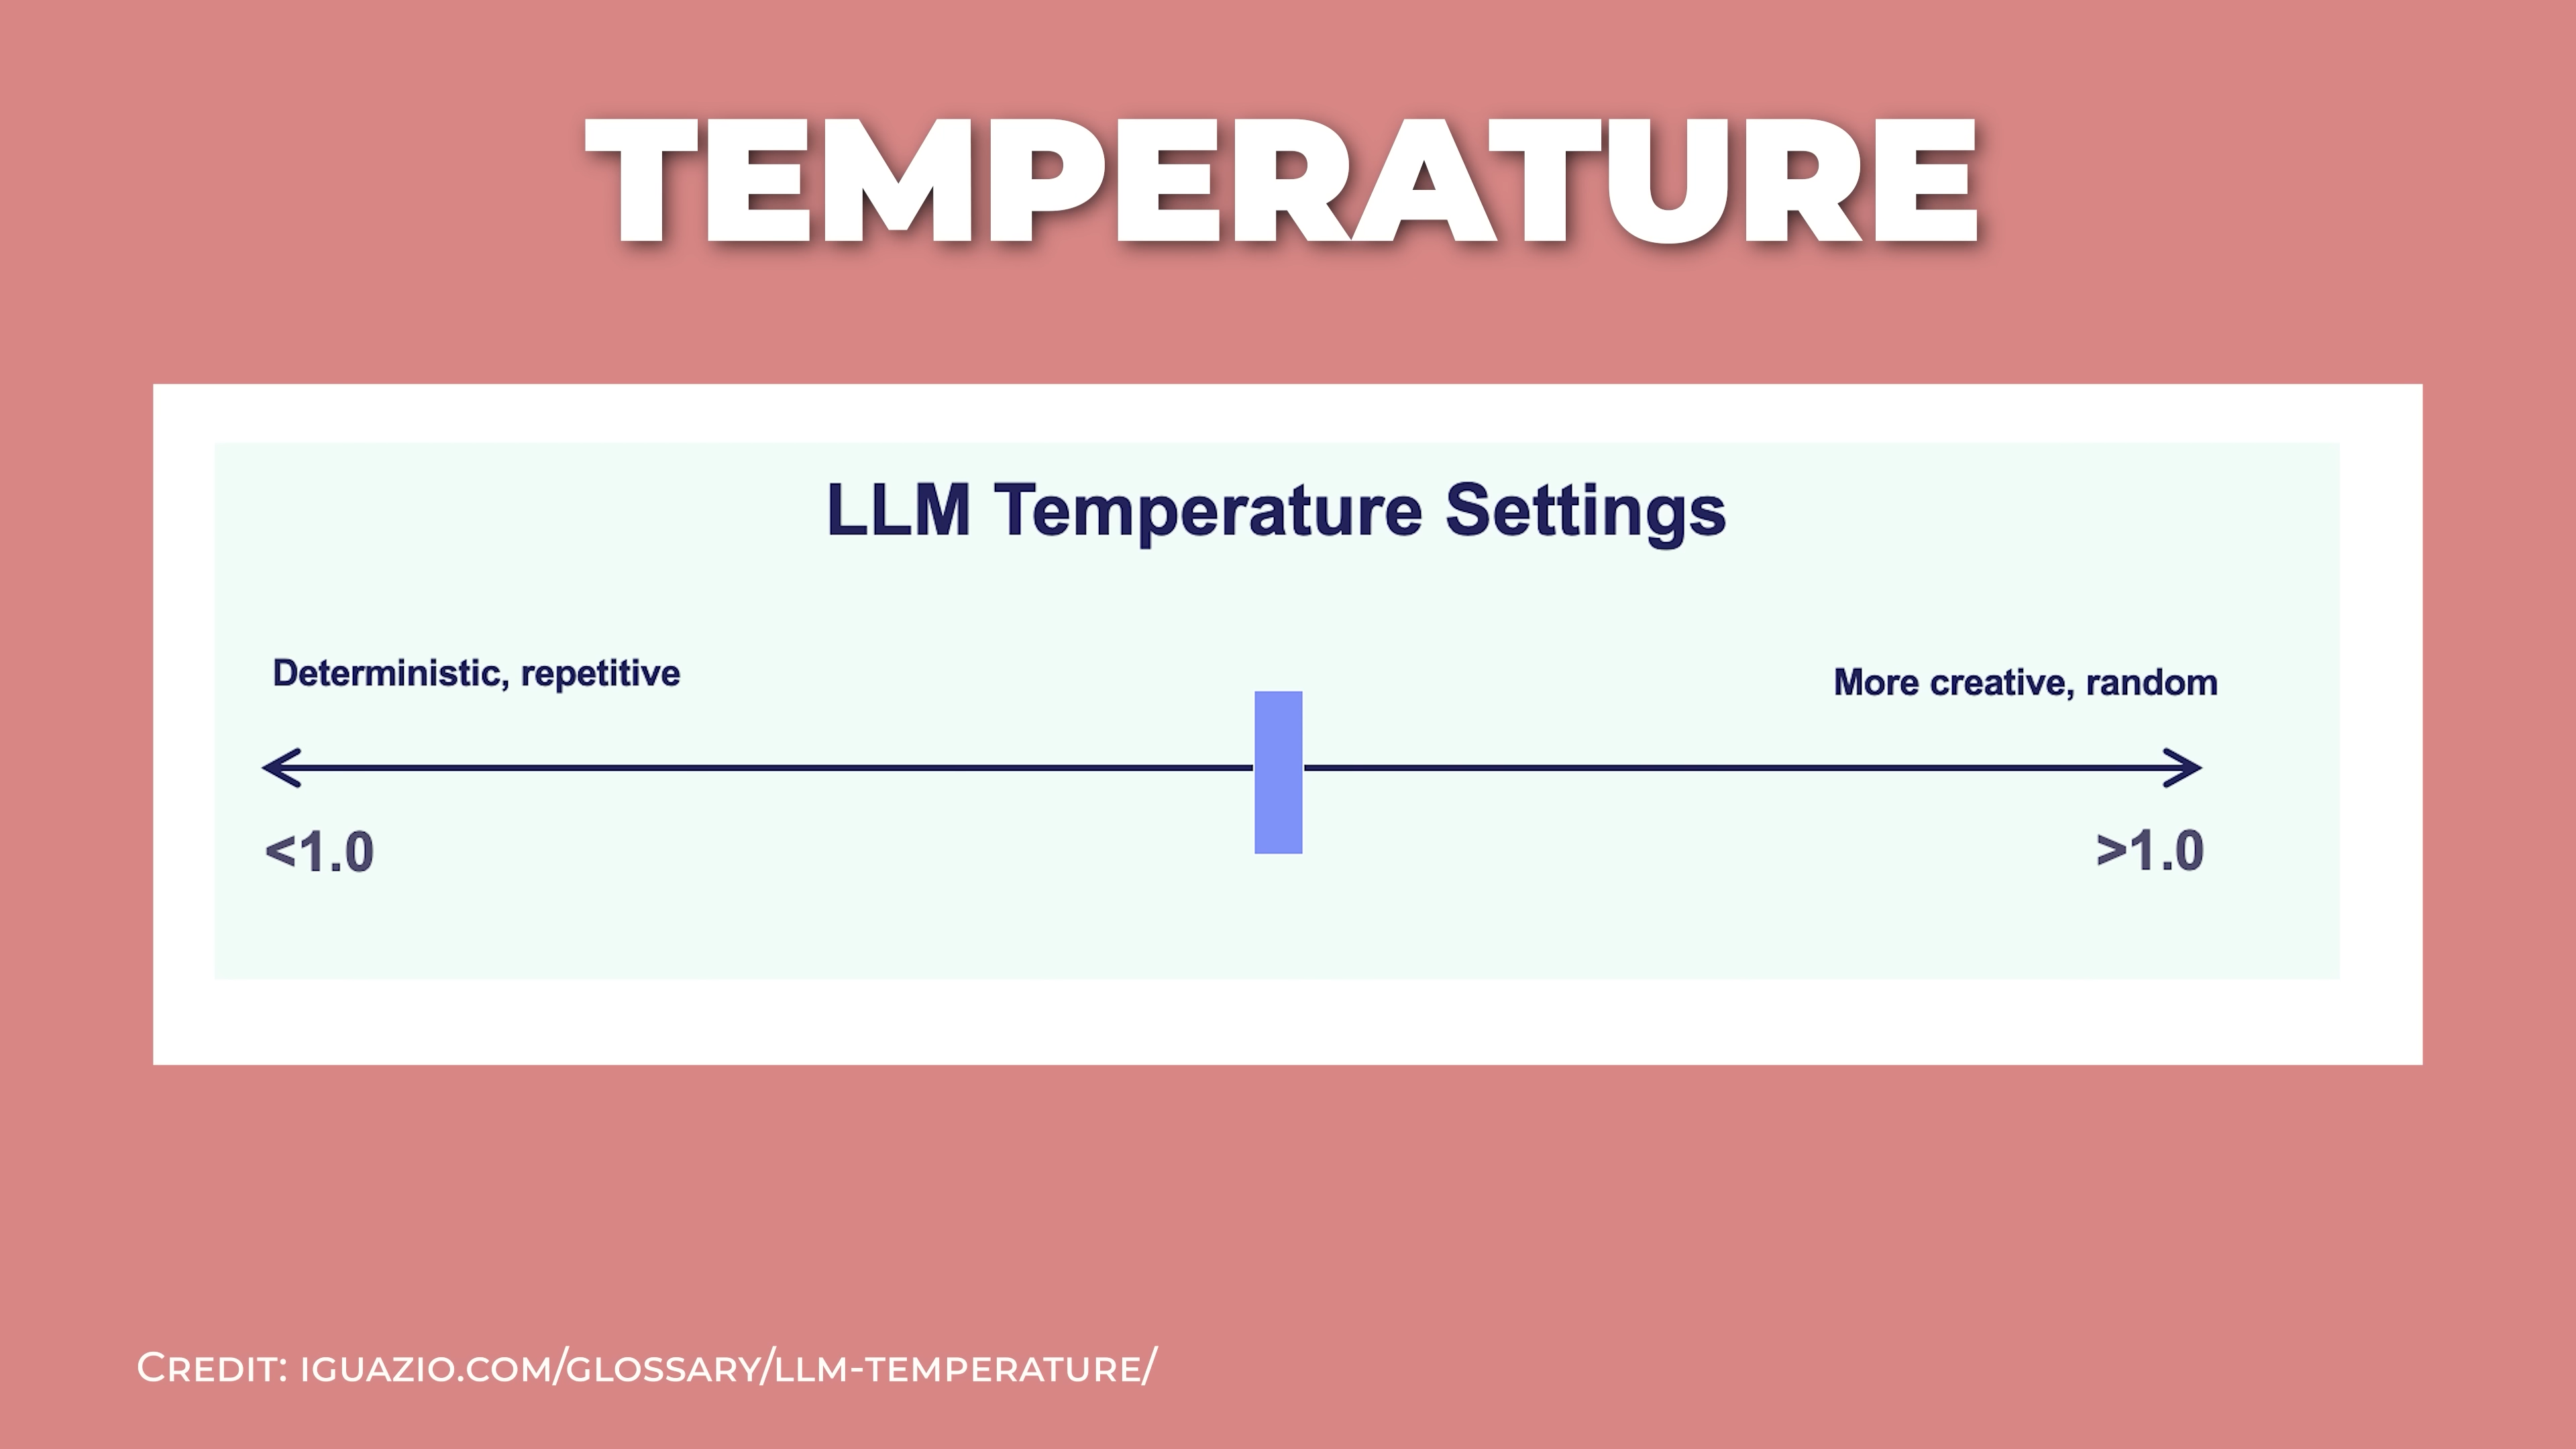 TEMPERATURE
LLM Temperature Settings
Deterministic, repetitive
More creative, random
<1.0
>1.0
Credit: iguazio.com/glossary/llm-temperature/